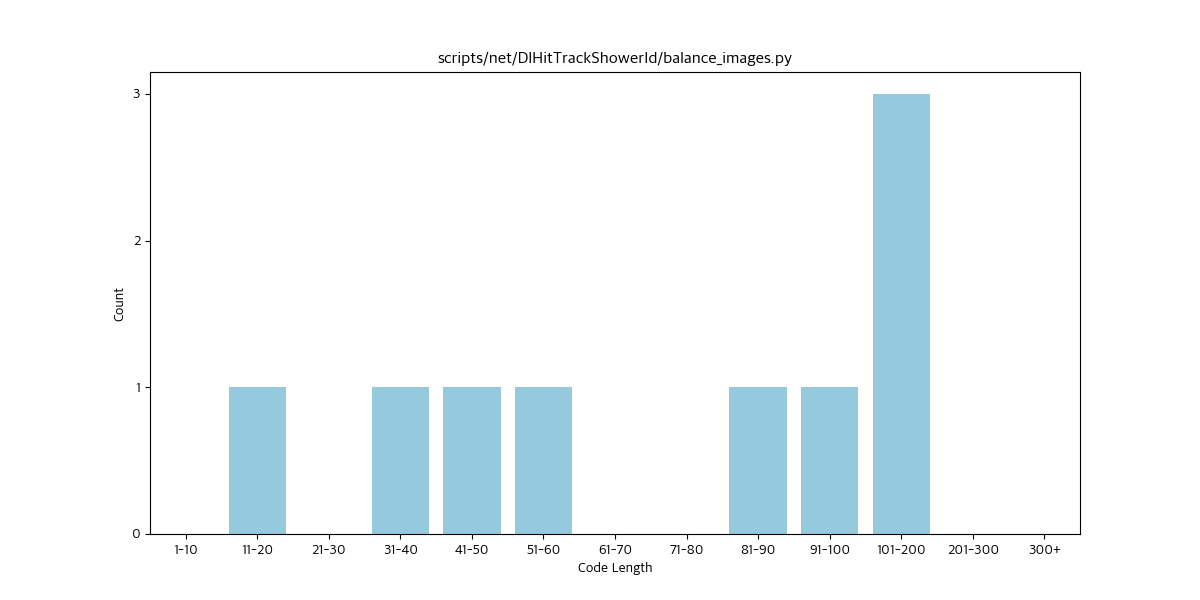 scripts/net/DlHitTrackShowerId/balance_images.py
3
2
1
0
Count
1-10 11-20 21-30 31-40 41-50 51-60 61-70 71-80 81-90 91-100 101-200 201-300 300+
Code Length